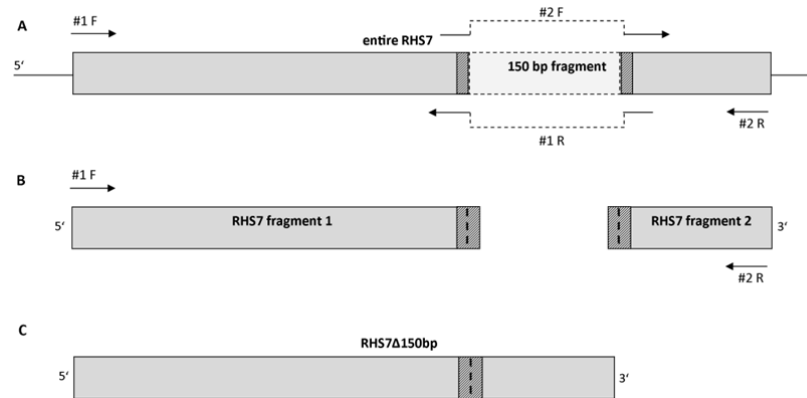 #1 F
#2 F
A
entire RHS7
5‘
150 bp fragment
#1 R
#2 R
B
#1 F
5‘
RHS7 fragment 1
RHS7 fragment 2
3‘
#2 R
C
RHS7Δ150bp
5‘
3‘